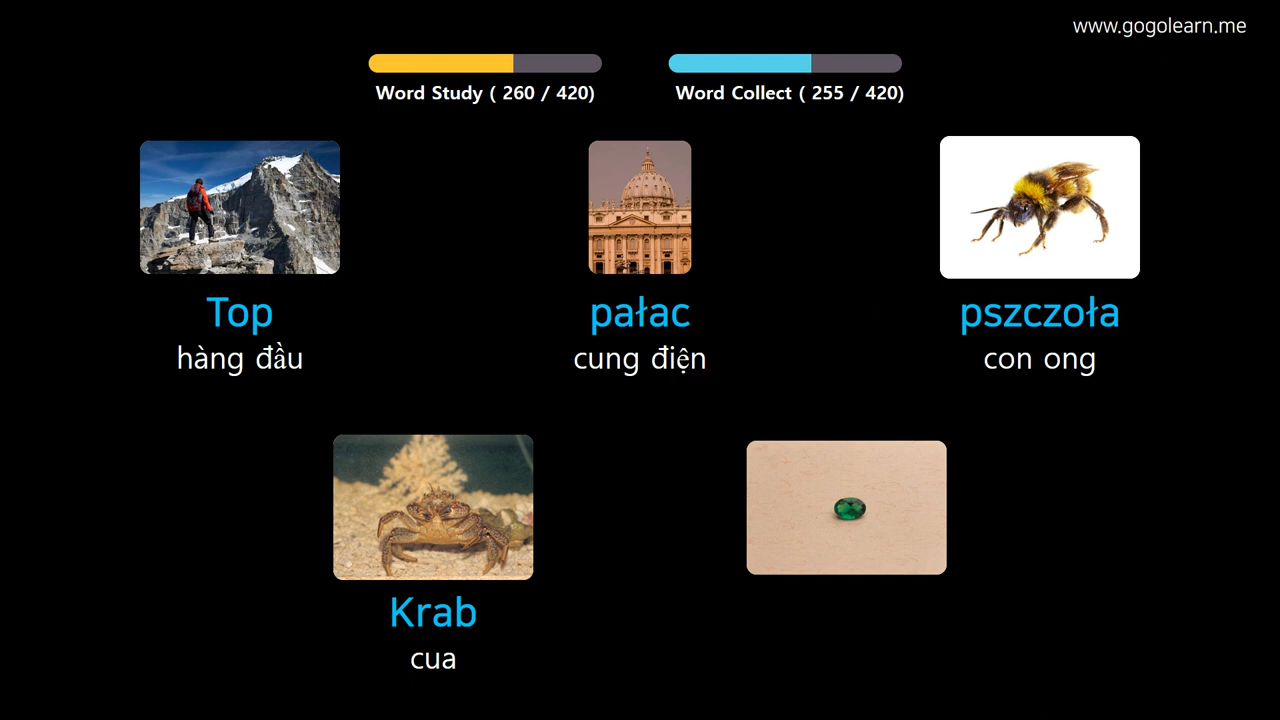 www.gogolearn.me
Word Study ( 260 / 420)
Word Collect ( 255 / 420)
Top
hàng đầu
pałac
cung điện
pszczoła
con ong
Krab
cua